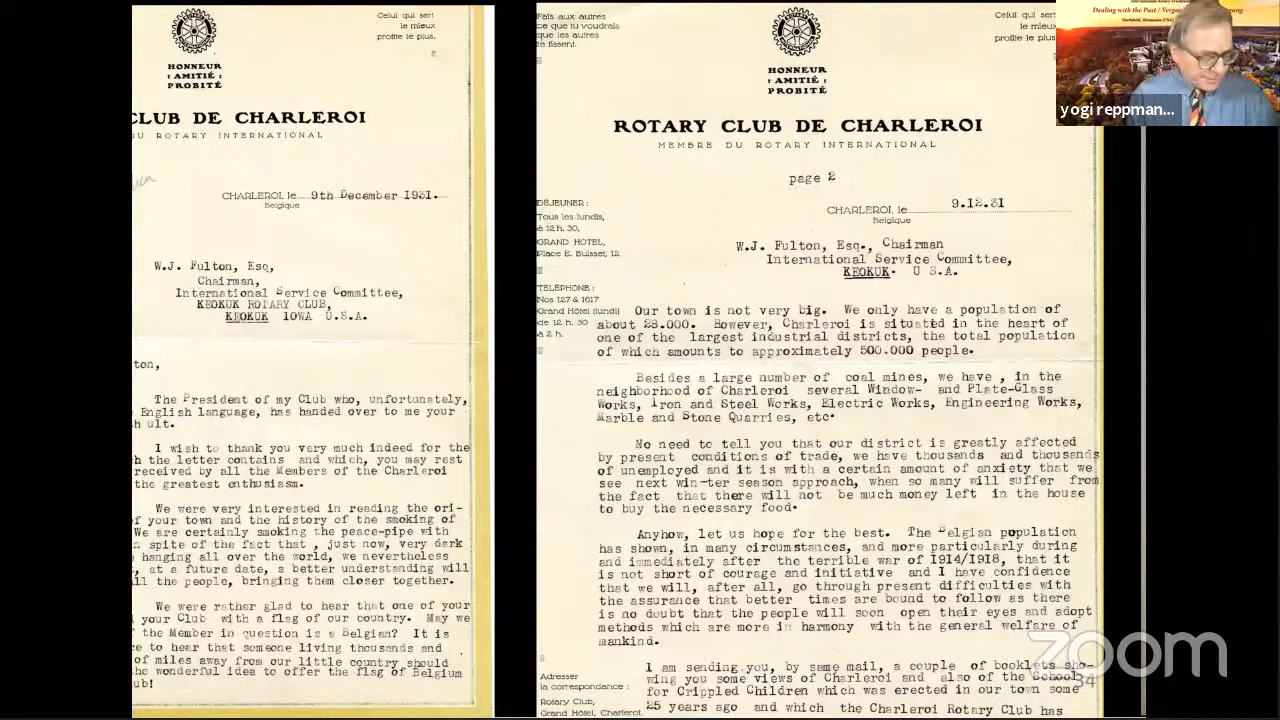 Celui qui sert
le mieux
profite le plus.
HONNEUR
: AMITIÉ :
PROBITÉ
CLUB DE CHARLEROI
DU ROTARY INTERNATIONAL
CHARLEROI, le 9th December 1931.
Belgique
W.J. Fulton, Esq,
Chairman,
International Service Committee,
KEOKUK ROTARY CLUB,
KEOKUK IOWA U.S.A.
ton,
The President of my Club who, unfortunately,
English language, has handed over to me your
h ult.
I wish to thank you very much indeed for the
h the letter contains and which, you may rest
received by all the Members of the Charleroi
the greatest enthusiasm.
We were very interested in reading the ori-
f your town and the history of the smoking of
We are certainly smoking the peace-pipe with
n spite of the fact that , just now, very dark
hanging all over the world, we nevertheless
, at a future date, a better understanding will
ll the people, bringing them closer together.
We were rather glad to hear that one of your
your Club with a flag of our country. May we
f the Member in question is a Belgian? It is
ce to hear that someone living thousands and
of miles away from our little country should
he wonderful idea to offer the flag of Belgium
ub!
Fais aux autres
ce que tu voudrais
que les autres
te fissent.
Celui qui sert
le mieux
profite le plus.
HONNEUR
: AMITIÉ :
PROBITÉ
ROTARY CLUB DE CHARLEROI
MEMBRE DU ROTARY INTERNATIONAL
page 2
CHARLEROI, le 9.12.31
Belgique
DÉJEUNER :
Tous les lundis,
à 12 h. 30,
GRAND HOTEL,
Place E. Buisset, 12.
TÉLÉPHONE :
Nos 127 & 1617
Grand Hôtel (lundi)
de 12 h. 30
à 2 h.
W.J. Fulton, Esq., Chairman
International Service Committee,
KEOKUK. U S.A.
Our town is not very big. We only have a population of
about 28.000. However, Charleroi is situated in the heart of
one of the largest industrial districts, the total population
of which amounts to approximately 500.000 people.
Besides a large number of coal mines, we have , in the
neighborhood of Charleroi several Window- and Plate-Glass
Works, Iron and Steel Works, Electric Works, Engineering Works,
Marble and Stone Quarries, etc.
No need to tell you that our district is greatly affected
by present conditions of trade, we have thousands and thousands
of unemployed and it is with a certain amount of anxiety that we
see next win-ter season approach, when so many will suffer from
the fact that there will not be much money left in the house
to buy the necessary food.
Anyhow, let us hope for the best. The Belgian population
has shown, in many circumstances, and more particularly during
and immediately after the terrible war of 1914/1918, that it
is not short of courage and initiative and I have confidence
that we will, after all, go through present difficulties with
the assurance that better times are bound to follow as there
is no doubt that the people will soon open their eyes and adopt
methods which are more in harmony with the general welfare of
mankind.
I am sending you, by same mail, a couple of booklets sho-
wing you some views of Charleroi and also of the School
for Crippled Children which was erected in our town some
25 years ago and which the Charleroi Rotary Club has
Adresser
la correspondance :
Rotary Club,
Grand Hôtel, Charleroi.
Dealing with the Past /
Northfield, Minnesota (USA)
yogi reppman...
zoom
34